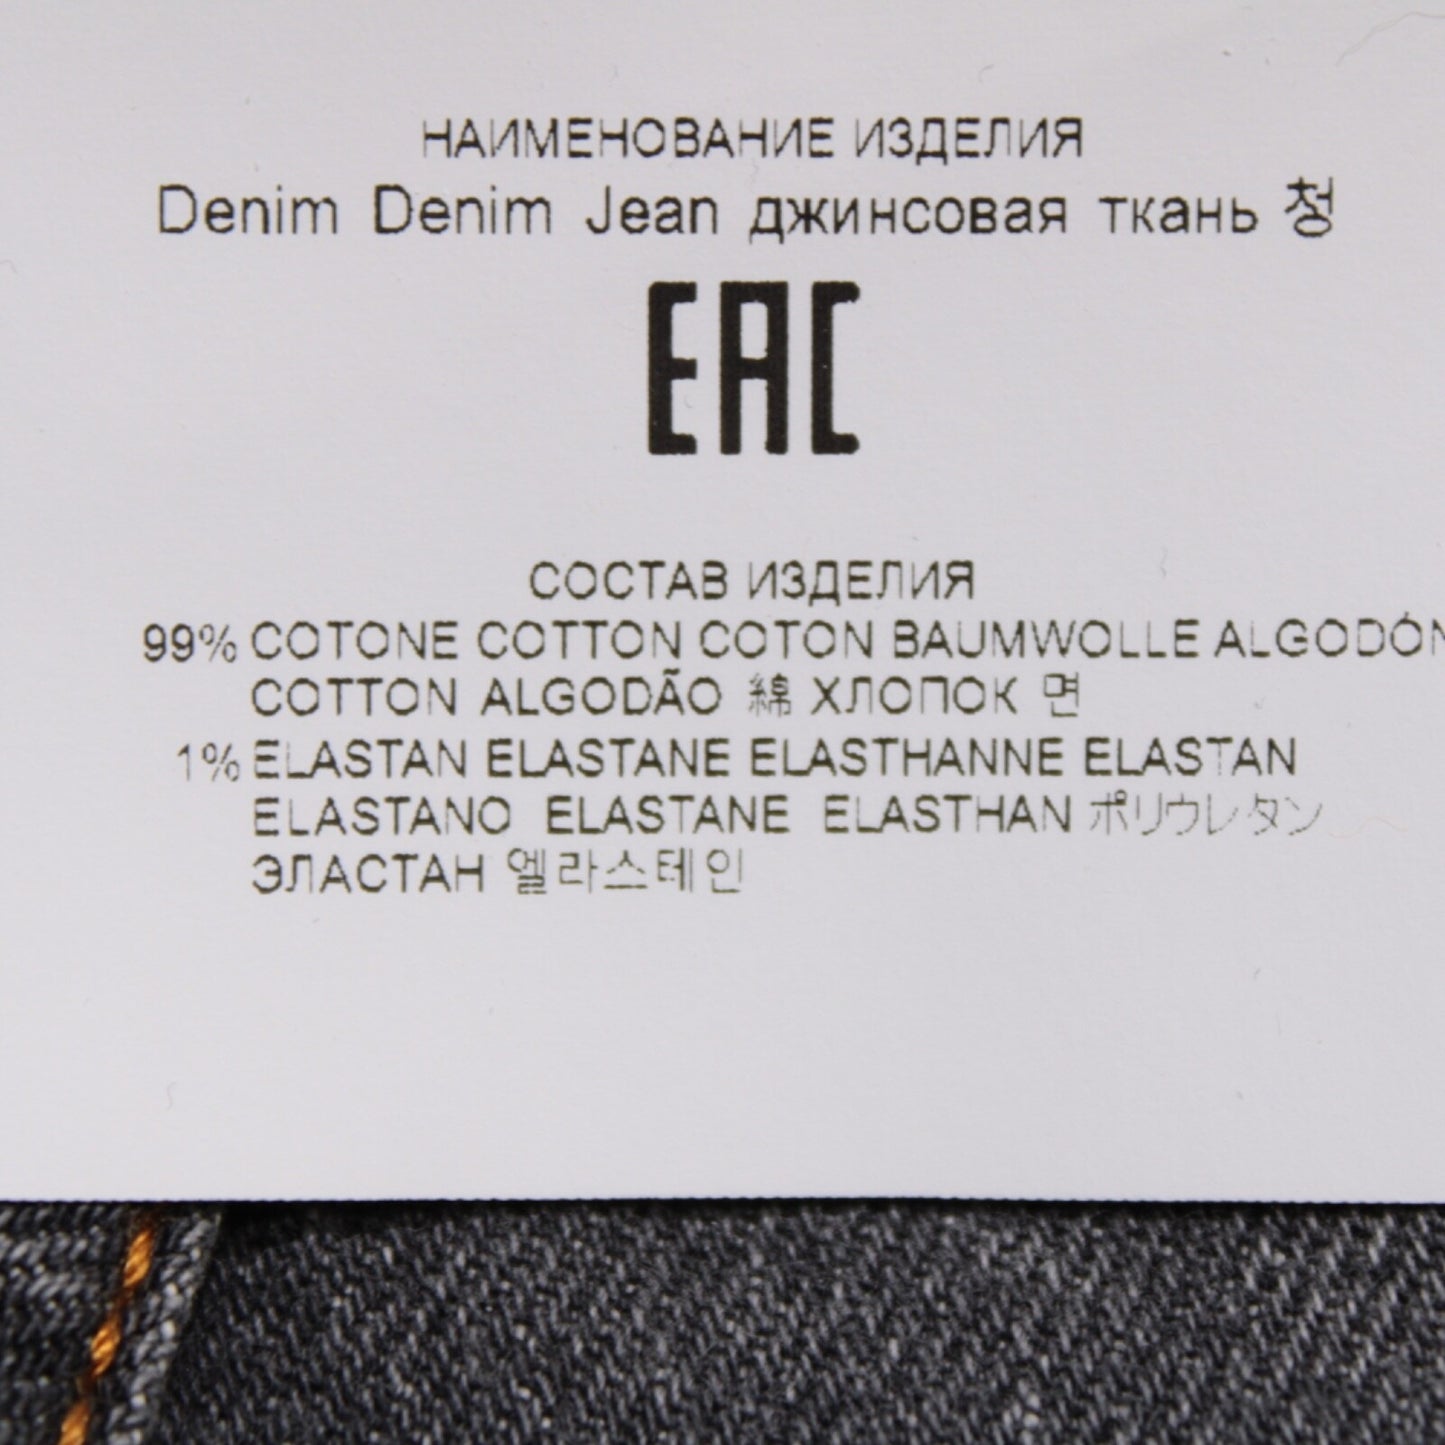 НАИМЕНОВАНИЕ ИЗДЕЛИЯ
Denim Denim Jean джинсовая ткань 청
EAC
СОСТАВ ИЗДЕЛИЯ
99% COTONE COTTON COTON BAUMWOLLE ALGODÓN
COTTON ALGODÃO 綿 ХЛОПОК 면
1% ELASTAN ELASTANE ELASTHANNE ELASTAN
ELASTANO ELASTANE ELASTHAN ポリウレタン
ЭЛАСТАН 엘라스테인